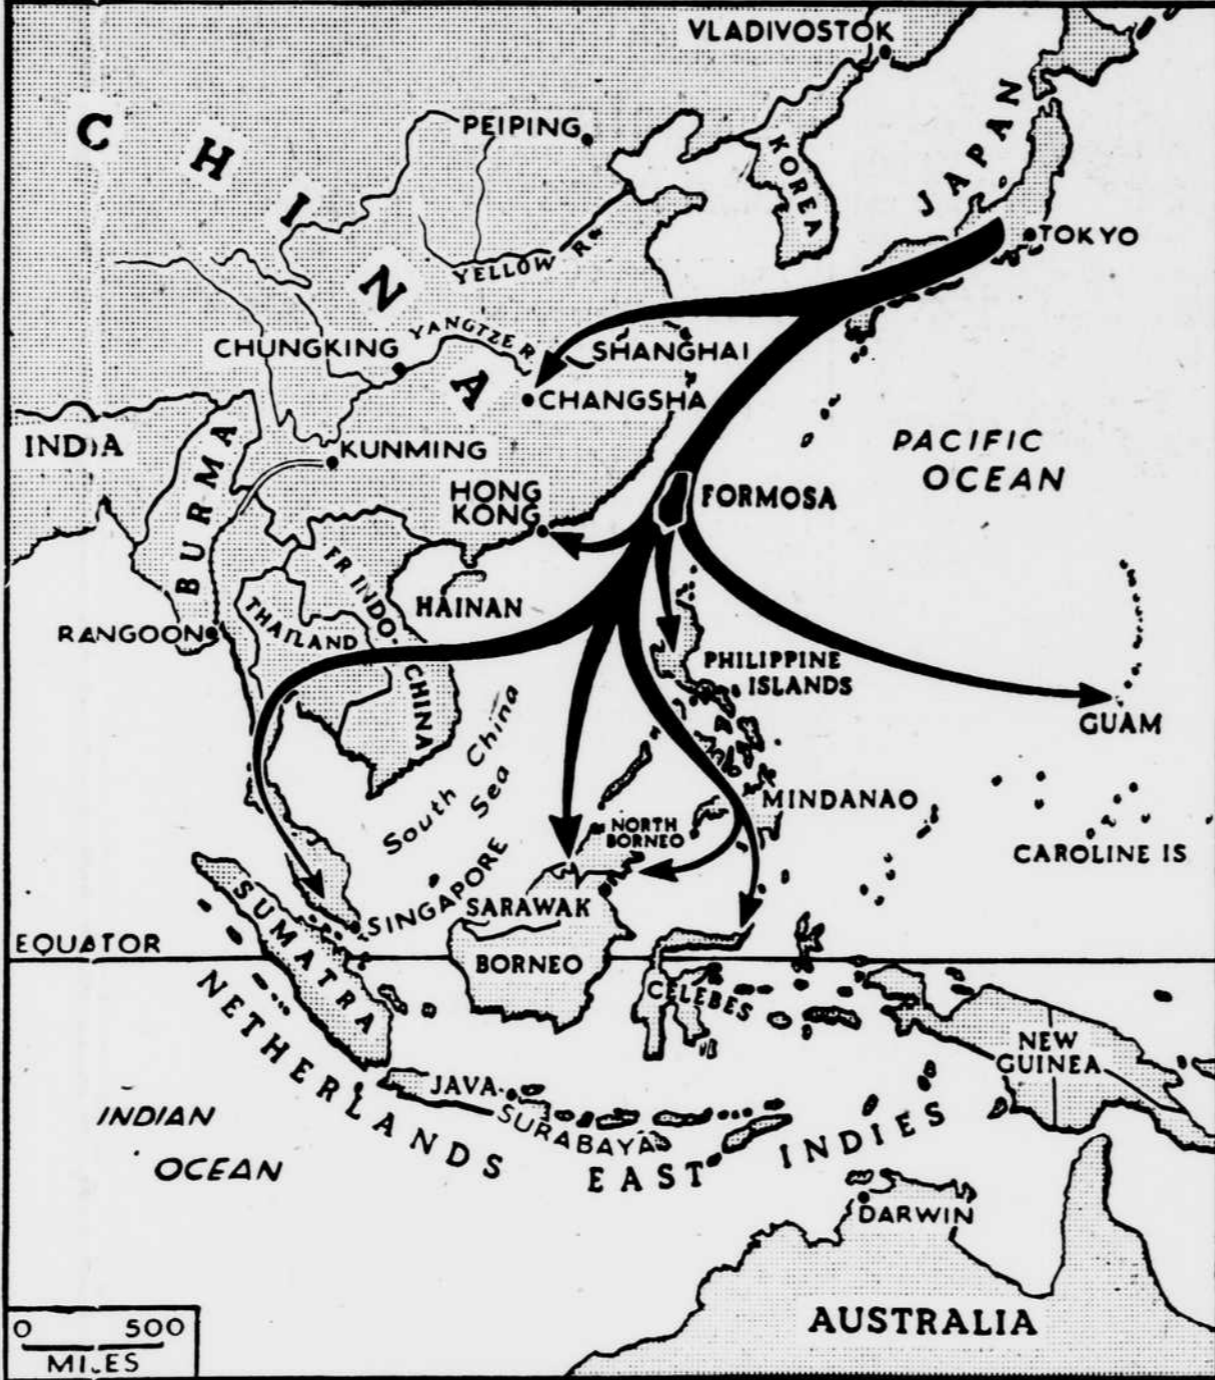 VLADIVOSTOK
CHINA
PEIPING
KOREA
JAPAN
TOKYO
YELLOW R.
YANGTZE R
CHUNGKING
SHANGHAI
CHANGSHA
INDIA
BURMA
KUNMING
PACIFIC
OCEAN
HONG
KONG
FORMOSA
FR INDO-CHINA
HAINAN
THAILAND
RANGOON
PHILIPPINE
ISLANDS
GUAM
South China
Sea
MINDANAO
NORTH
BORNEO
CAROLINE IS
SINGAPORE
SARAWAK
SUMATRA
EQUATOR
BORNEO
CELEBES
NEW
GUINEA
NETHERLANDS EAST INDIES
JAVA
SURABAYA
INDIAN
OCEAN
DARWIN
AUSTRALIA
0 500
MILES